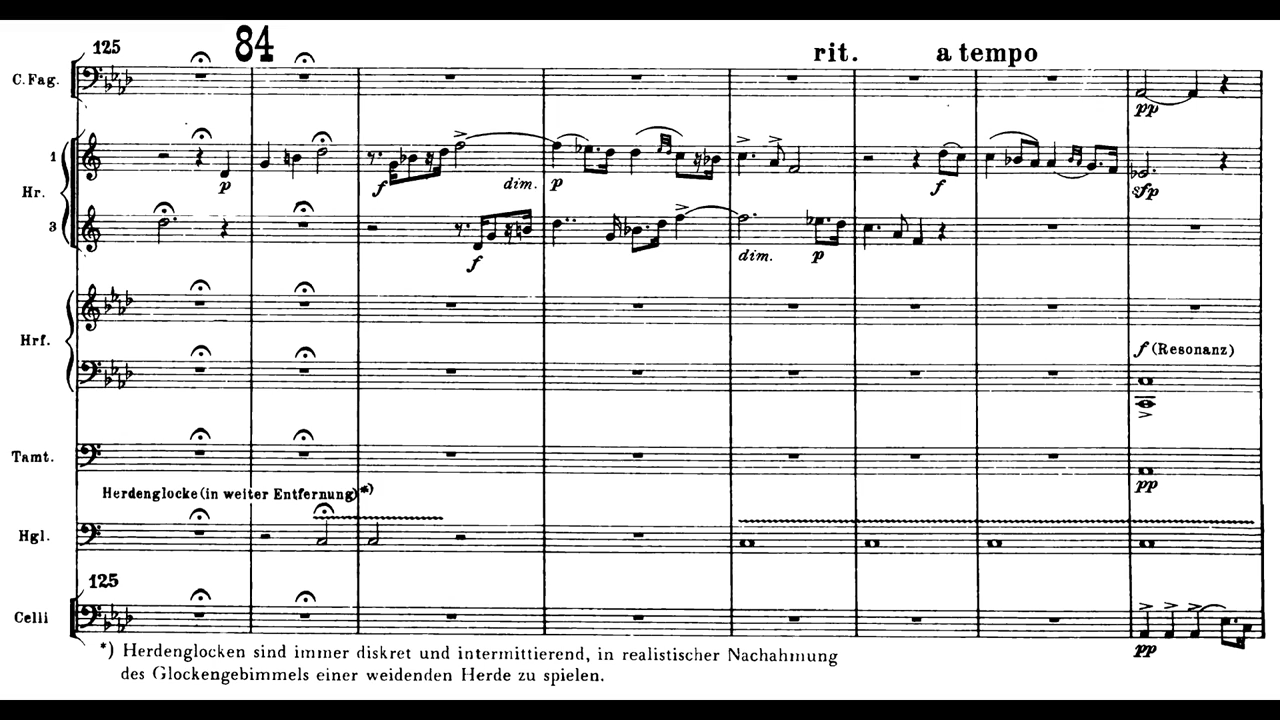 125 84 rit. a tempo
C.Fag.
pp
1
p f dim. p f sfp
Hr.
3
f dim. p
Hrf.
f (Resonanz)
Tamt.
pp
Herdenglocke (in weiter Entfernung) *)
Hgl.
125
Celli
pp
*) Herdenglocken sind immer diskret und intermittierend, in realistischer Nachahmung
des Glockengebimmels einer weidenden Herde zu spielen.